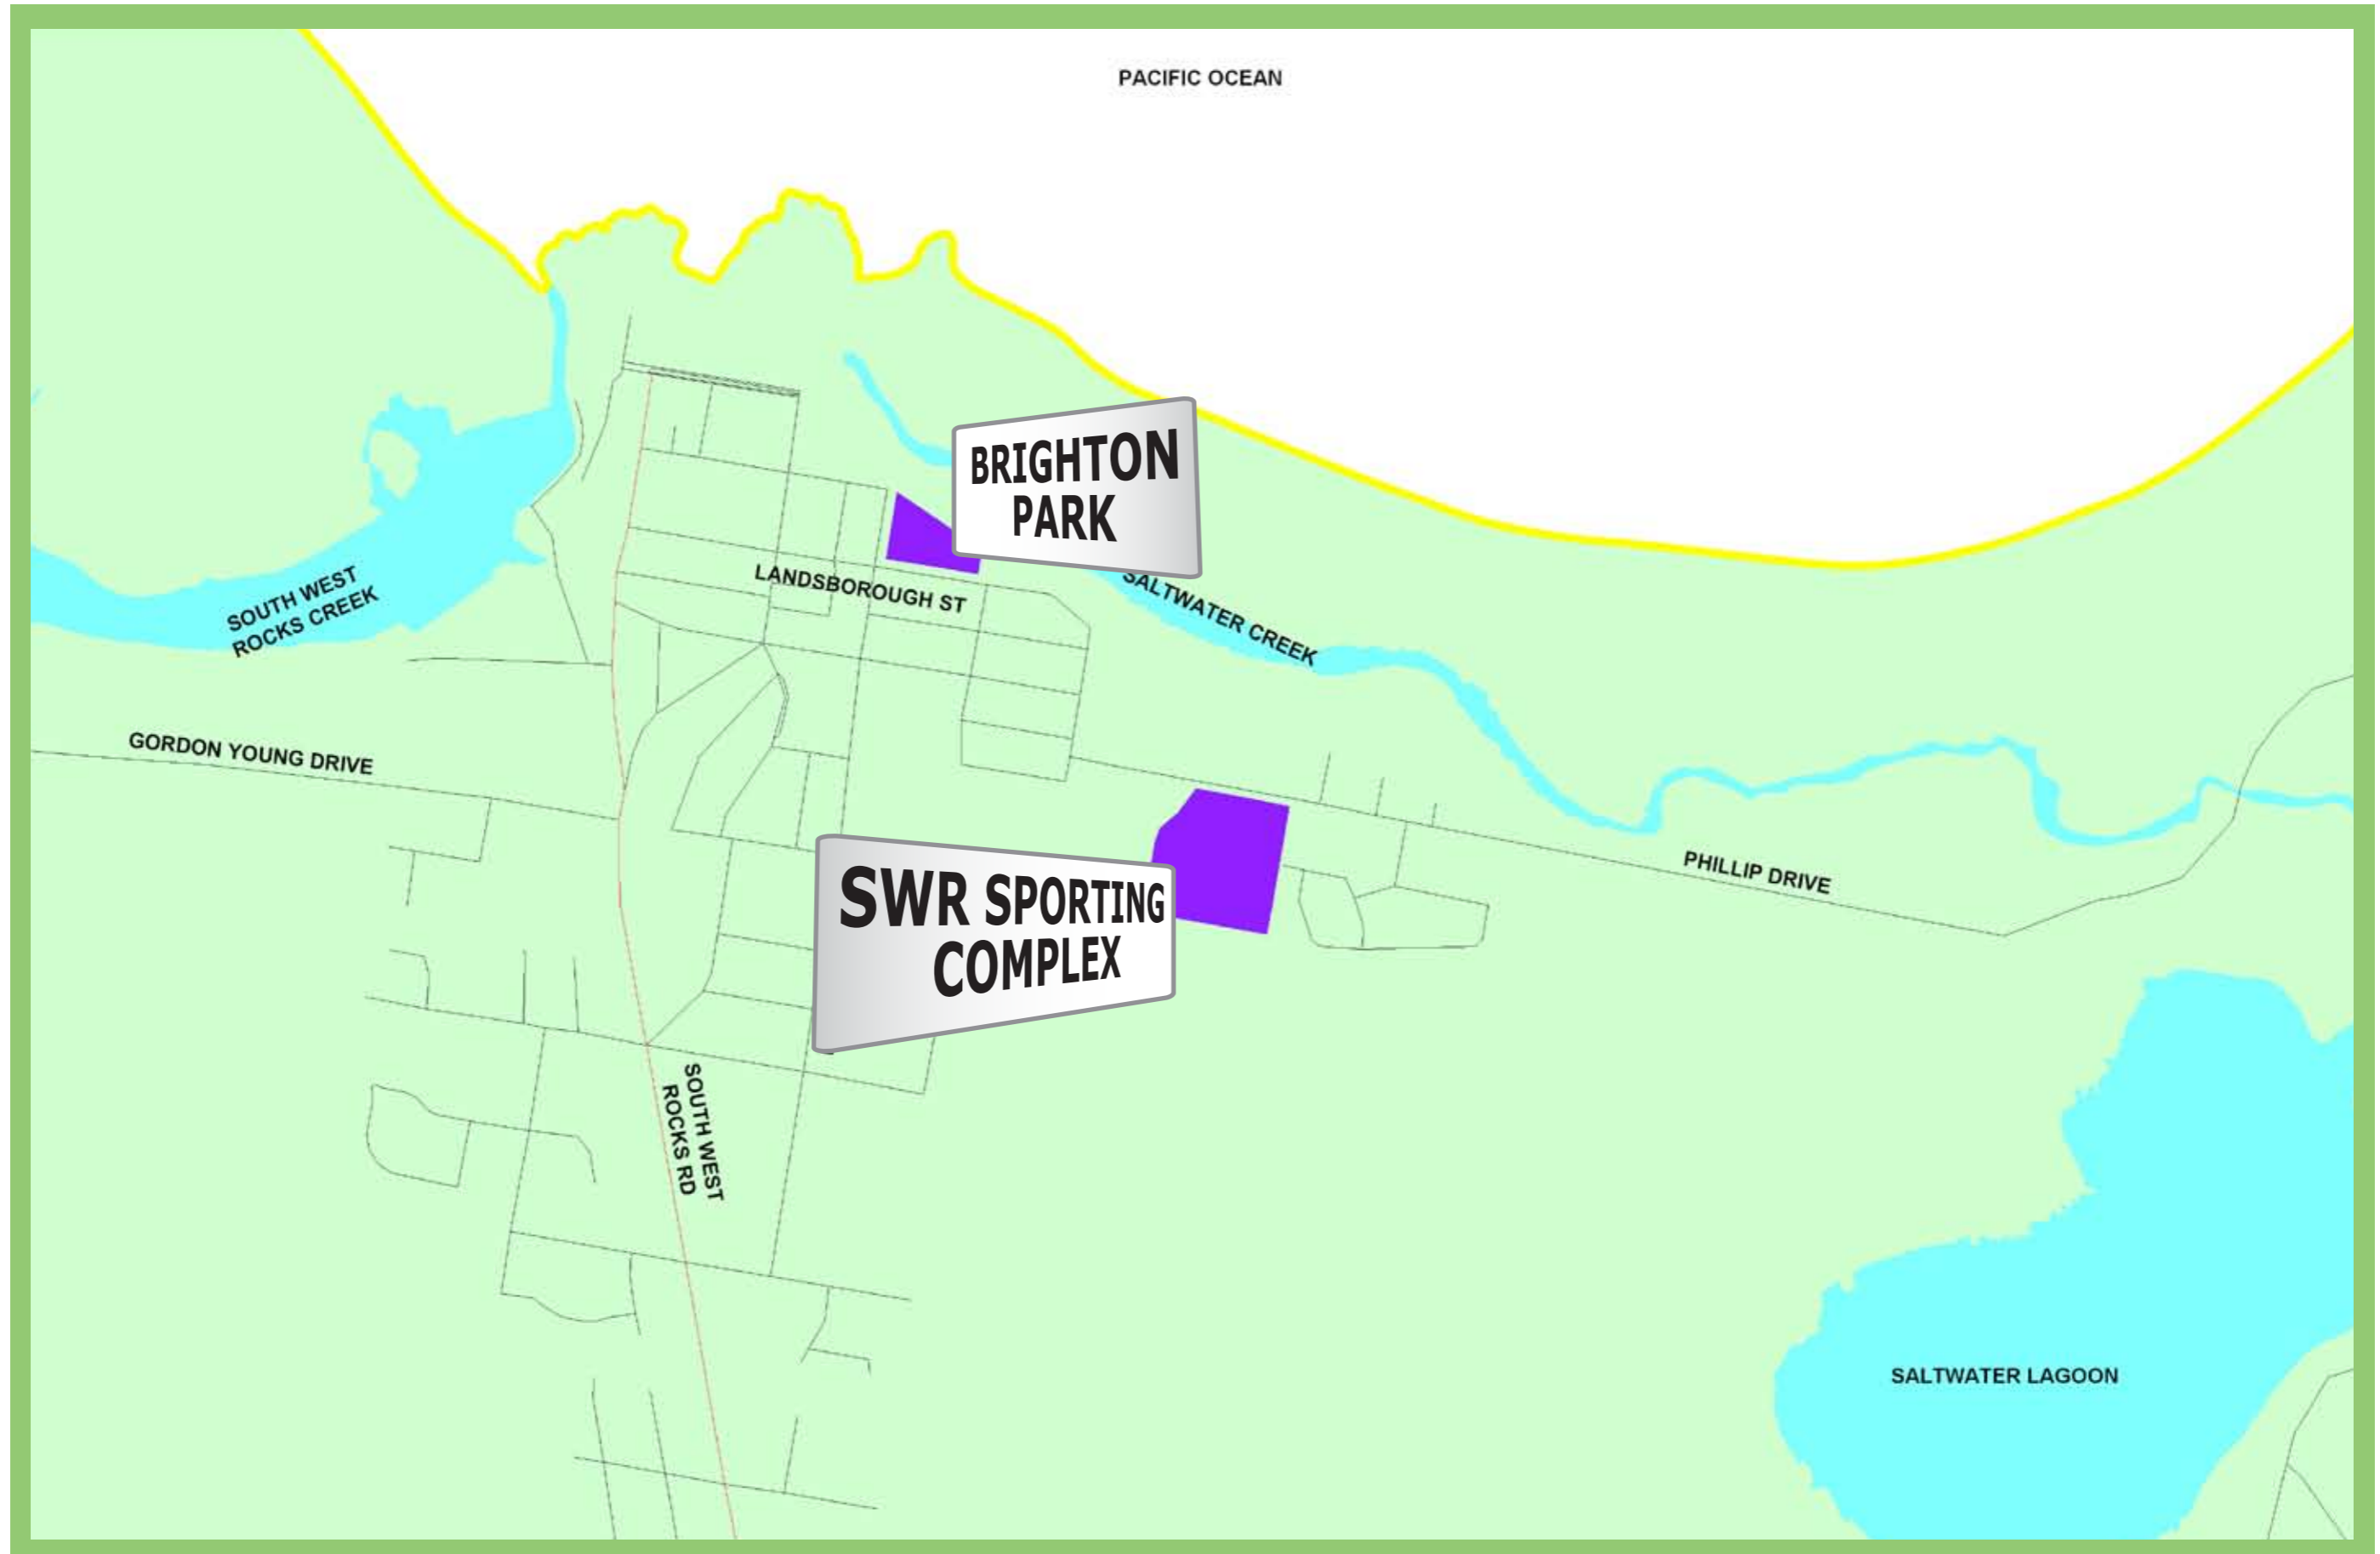 PACIFIC OCEAN
BRIGHTON
PARK
SOUTH WEST
ROCKS CREEK
LANDSBOROUGH ST
SALTWATER CREEK
GORDON YOUNG DRIVE
PHILLIP DRIVE
SWR SPORTING
COMPLEX
SOUTH WEST
ROCKS RD
SALTWATER LAGOON